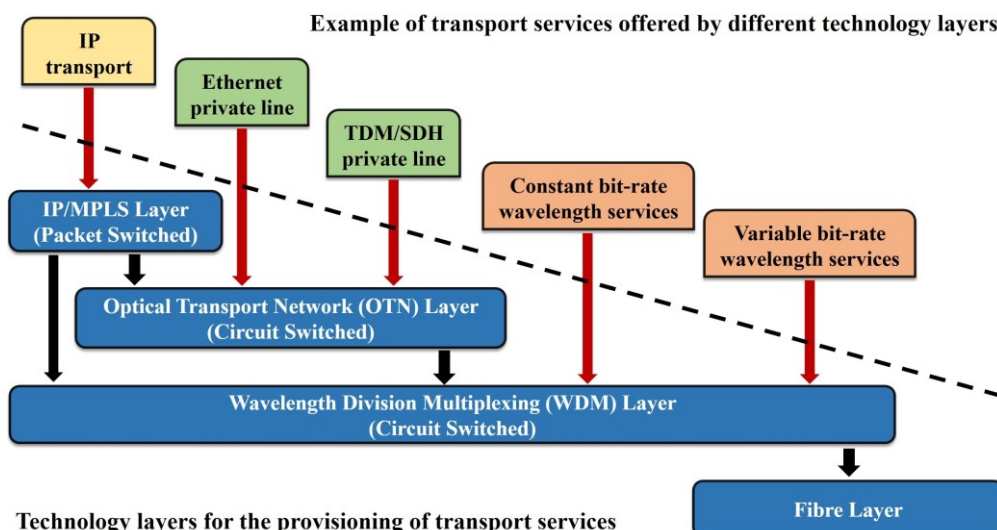 Example of transport services offered by different technology layers
IP
transport
Ethernet
private line
TDM/SDH
private line
Constant bit-rate
wavelength services
Variable bit-rate
wavelength services
IP/MPLS Layer
(Packet Switched)
Optical Transport Network (OTN) Layer
(Circuit Switched)
Wavelength Division Multiplexing (WDM) Layer
(Circuit Switched)
Fibre Layer
Technology layers for the provisioning of transport services